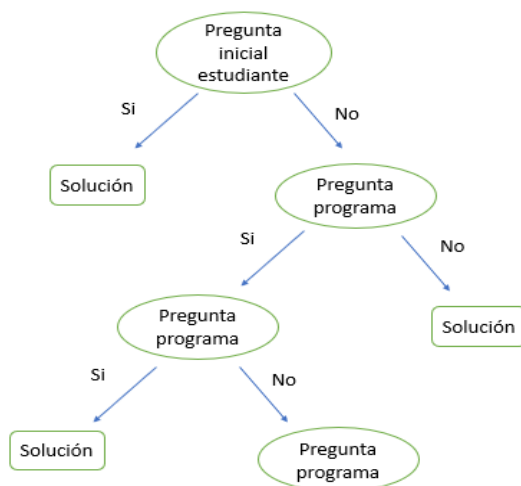 Pregunta
inicial
estudiante
Si
No
Solución
Pregunta
programa
Si
No
Pregunta
programa
Solución
Si
No
Solución
Pregunta
programa